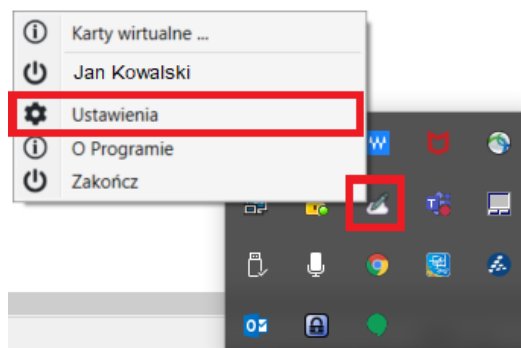 Karty wirtualne ...
Jan Kowalski
Ustawienia
O Programie
Zakończ